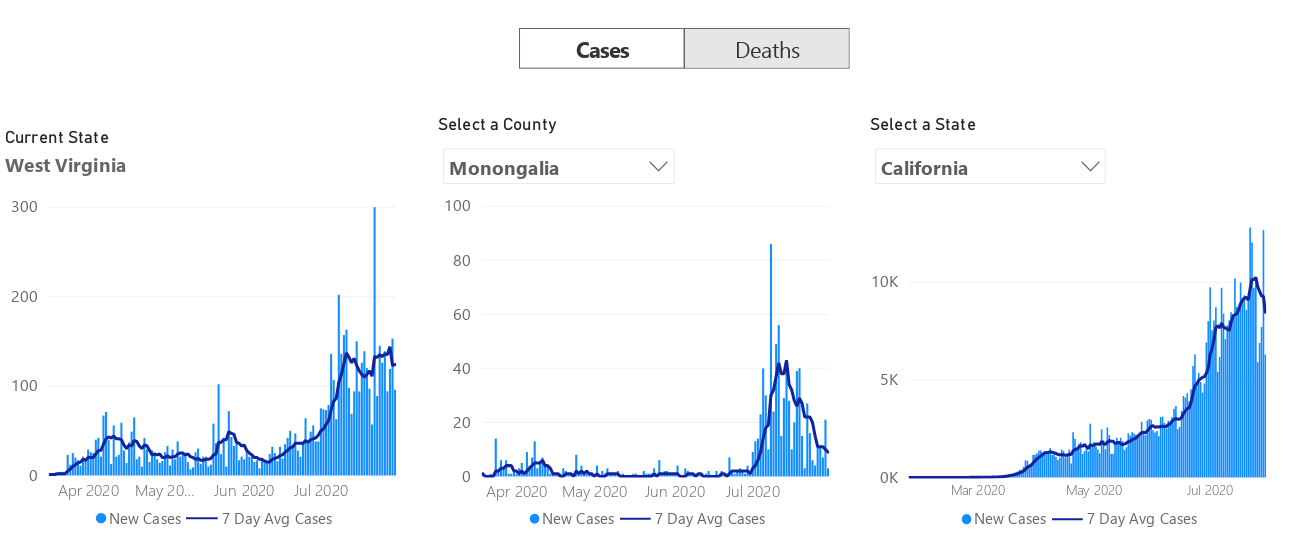 Cases
Deaths
Current State
West Virginia
300
200
100
0
Apr 2020
May 20...
Jun 2020
Jul 2020
New Cases
7 Day Avg Cases
Select a County
Monongalia
100
80
60
40
20
0
Apr 2020
May 2020
Jun 2020
Jul 2020
New Cases
7 Day Avg Cases
Select a State
California
10K
5K
0K
Mar 2020
May 2020
Jul 2020
New Cases
7 Day Avg Cases